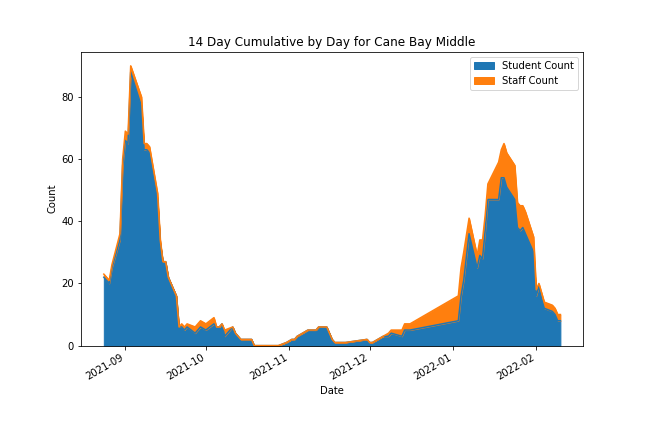 14 Day Cumulative by Day for Cane Bay Middle
Student Count
Staff Count
Count
80
60
40
20
0
2021-09
2021-10
2021-11
2021-12
2022-01
2022-02
Date